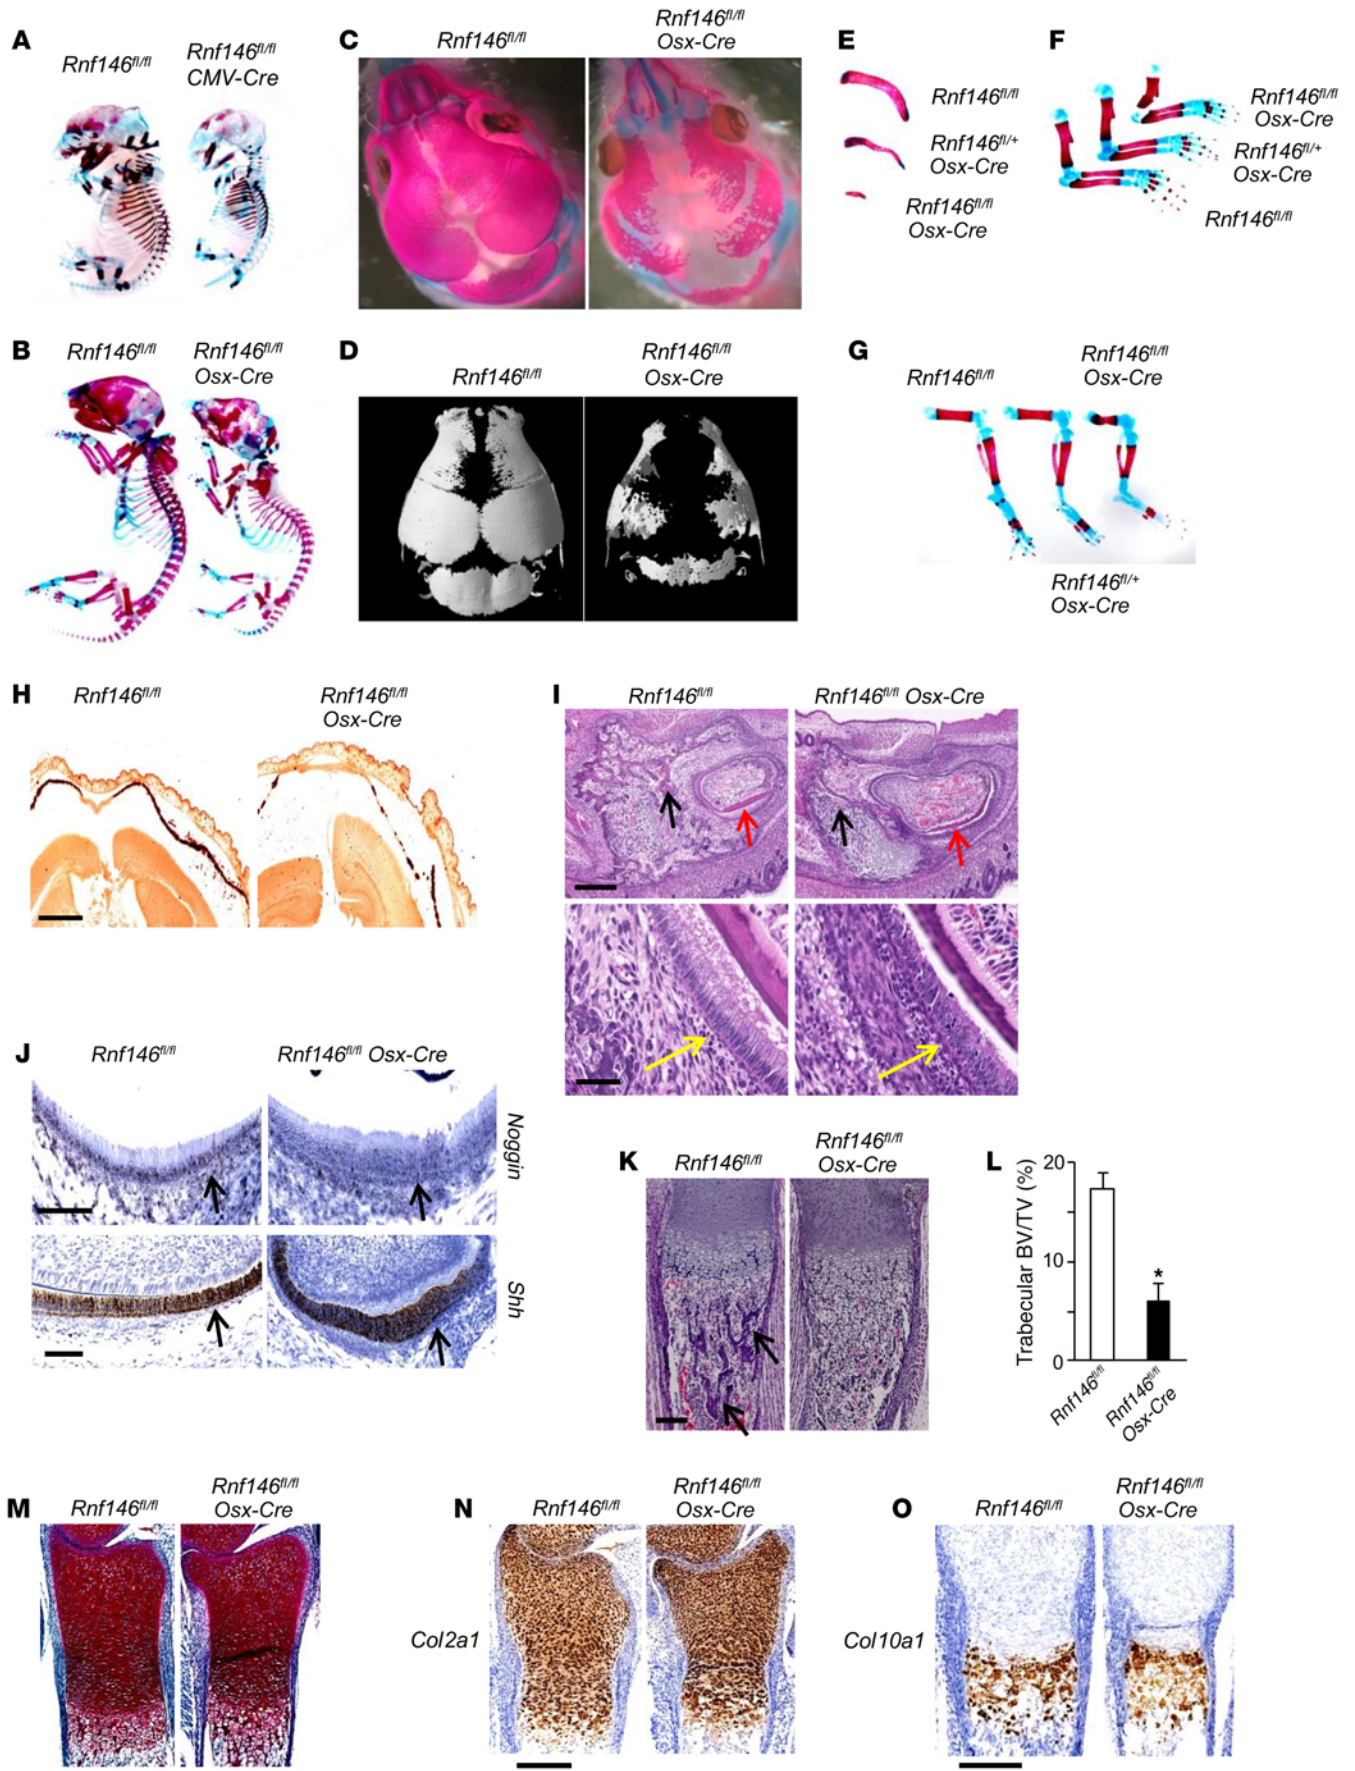 A
Rnf146fl/fl
Rnf146fl/fl
CMV-Cre
C
Rnf146fl/fl
Rnf146fl/fl
Osx-Cre
E
Rnf146fl/fl
Rnf146fl/+
Osx-Cre
Rnf146fl/fl
Osx-Cre
F
Rnf146fl/fl
Osx-Cre
Rnf146fl/+
Osx-Cre
Rnf146fl/fl
B
Rnf146fl/fl
Rnf146fl/fl
Osx-Cre
D
Rnf146fl/fl
Rnf146fl/fl
Osx-Cre
G
Rnf146fl/fl
Rnf146fl/fl
Osx-Cre
Rnf146fl/+
Osx-Cre
H
Rnf146fl/fl
Rnf146fl/fl
Osx-Cre
I
Rnf146fl/fl
Rnf146fl/fl Osx-Cre
J
Rnf146fl/fl
Rnf146fl/fl Osx-Cre
Noggin
Shh
K
Rnf146fl/fl
Rnf146fl/fl
Osx-Cre
L
Trabecular BV/TV (%)
20
10
0
*
Rnf146fl/fl
Rnf146fl/fl
Osx-Cre
M
Rnf146fl/fl
Rnf146fl/fl
Osx-Cre
N
Rnf146fl/fl
Rnf146fl/fl
Osx-Cre
Col2a1
O
Rnf146fl/fl
Rnf146fl/fl
Osx-Cre
Col10a1